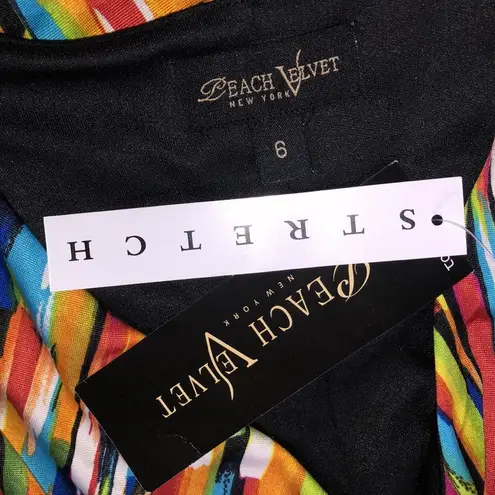 PEACH VELVET
NEW YORK
6
STRETCH
PEACH VELVET
NEW YORK